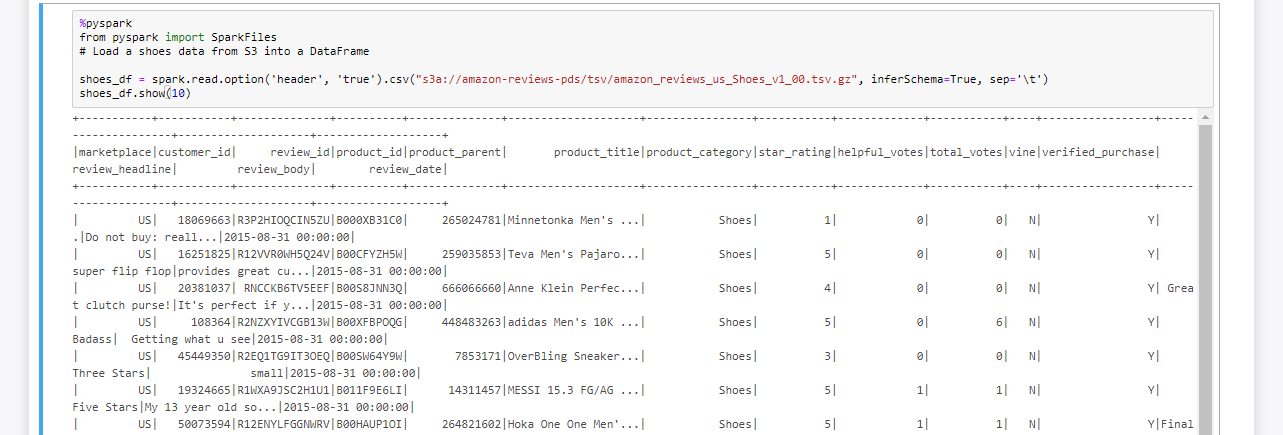 %pyspark
from pyspark import SparkFiles
# Load a shoes data from S3 into a DataFrame
shoes_df = spark.read.option('header', 'true').csv("s3a://amazon-reviews-pds/tsv/amazon_reviews_us_Shoes_v1_00.tsv.gz", inferSchema=True, sep='\t')
shoes_df.show(10)
+-----------+-----------+--------------+----------+--------------+--------------------+----------------+-----------+-------------+-----------+----+-----------------+-----
---------------+--------------------+-------------------+
|marketplace|customer_id|     review_id|product_id|product_parent|       product_title|product_category|star_rating|helpful_votes|total_votes|vine|verified_purchase|
review_headline|         review_body|        review_date|
+-----------+-----------+--------------+----------+--------------+--------------------+----------------+-----------+-------------+-----------+----+-----------------+-----
---------------+--------------------+-------------------+
|         US|   18069663|R3P2HIOQCIN5ZU|B000XB31C0|     265024781|Minnetonka Men's ...|           Shoes|          1|            0|          0|   N|                Y|
.|Do not buy: reall...|2015-08-31 00:00:00|
|         US|   16251825|R12VVR0WH5Q24V|B00CFYZH5W|     259035853|Teva Men's Pajaro...|           Shoes|          5|            0|          0|   N|                Y|
super flip flop|provides great cu...|2015-08-31 00:00:00|
|         US|   20381037| RNCCKB6TV5EEF|B00S8JNN3Q|     666066660|Anne Klein Perfec...|           Shoes|          4|            0|          0|   N|                Y| Grea
t clutch purse!|It's perfect if y...|2015-08-31 00:00:00|
|         US|     108364|R2NZXYIVCGB13W|B00XFBPOQG|     448483263|adidas Men's 10K ...|           Shoes|          5|            0|          6|   N|                Y|
Badass|  Getting what u see|2015-08-31 00:00:00|
|         US|   45449350|R2EQ1TG9IT3OEQ|B00SW64Y9W|       7853171|OverBling Sneaker...|           Shoes|          3|            0|          0|   N|                Y|
Three Stars|               small|2015-08-31 00:00:00|
|         US|   19324665|R1WXA9JSC2H1U1|B011F9E6LI|      14311457|MESSI 15.3 FG/AG ...|           Shoes|          5|            1|          1|   N|                Y|
Five Stars|My 13 year old so...|2015-08-31 00:00:00|
|         US|   50073594|R12ENYLFGGNWRV|B00HAUP1OI|     264821602|Hoka One One Men'...|           Shoes|          5|            1|          1|   N|                Y|Final